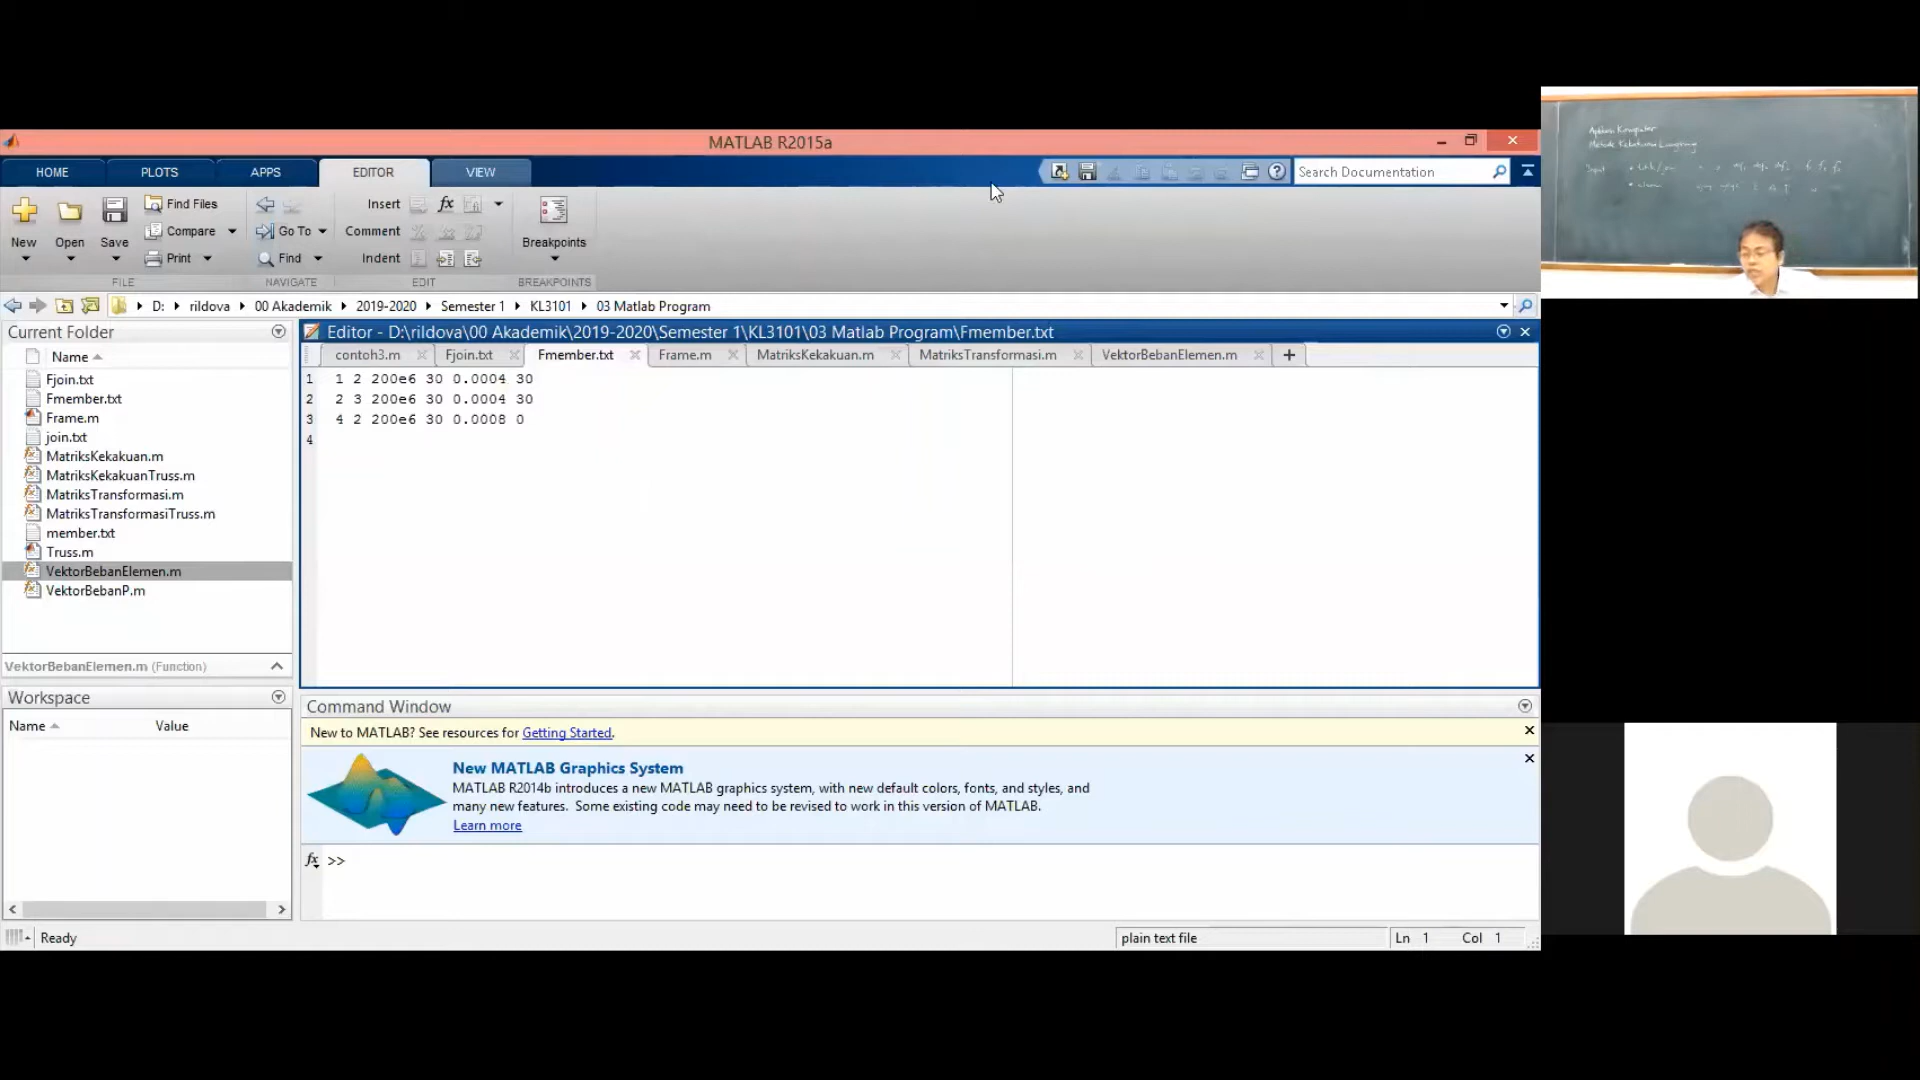 MATLAB R2015a
HOME PLOTS APPS EDITOR VIEW
Search Documentation
New Open Save
Find Files
Compare
Print
Go To
Find
Insert fx
Comment
Indent
Breakpoints
FILE NAVIGATE EDIT BREAKPOINTS
D: rildova 00 Akademik 2019-2020 Semester 1 KL3101 03 Matlab Program
Current Folder
Name
Fjoin.txt
Fmember.txt
Frame.m
join.txt
MatriksKekakuan.m
MatriksKekakuanTruss.m
MatriksTransformasi.m
MatriksTransformasiTruss.m
member.txt
Truss.m
VektorBebanElemen.m
VektorBebanP.m
VektorBebanElemen.m (Function)
Workspace
Name Value
Ready
Editor - D:\rildova\00 Akademik\2019-2020\Semester 1\KL3101\03 Matlab Program\Fmember.txt
contoh3.m Fjoin.txt Fmember.txt Frame.m MatriksKekakuan.m MatriksTransformasi.m VektorBebanElemen.m +
1 1 2 200e6 30 0.0004 30
2 2 3 200e6 30 0.0004 30
3 4 2 200e6 30 0.0008 0
4
Command Window
New to MATLAB? See resources for Getting Started.
New MATLAB Graphics System
MATLAB R2014b introduces a new MATLAB graphics system, with new default colors, fonts, and styles, and
many new features. Some existing code may need to be revised to work in this version of MATLAB.
Learn more
fx >>
plain text file Ln 1 Col 1
Aplikasi Komputer
Metode Kekakuan Langsung
Input